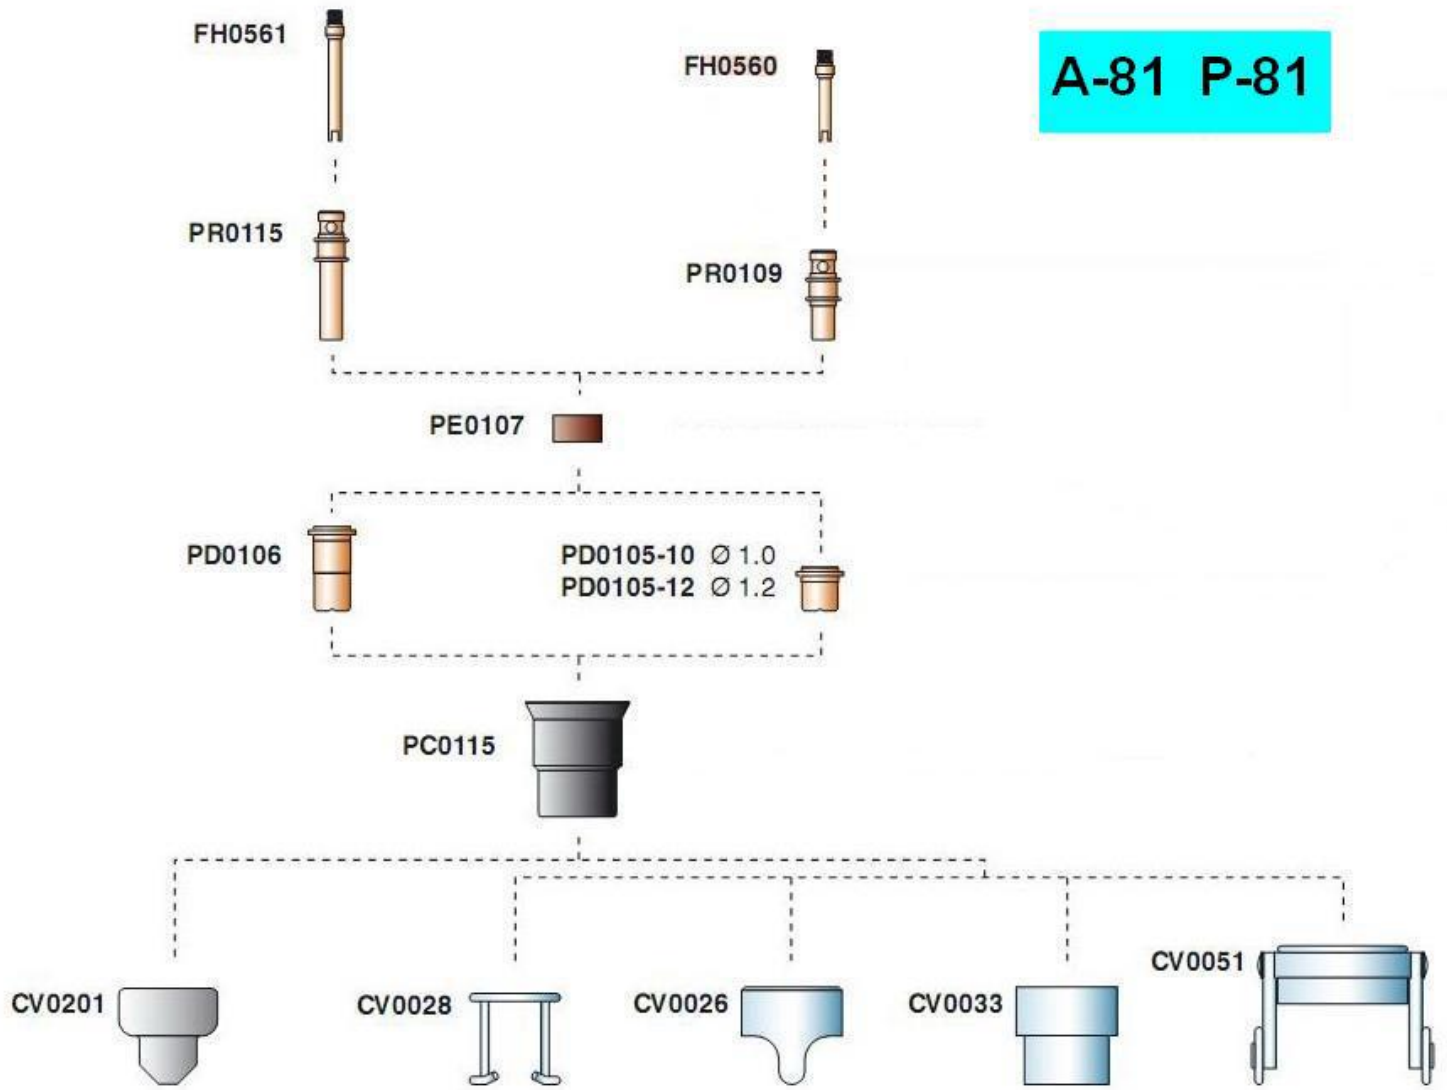 FH0561
FH0560
A-81 P-81
PR0115
PR0109
PE0107
PD0106
PD0105-10 Ø 1.0
PD0105-12 Ø 1.2
PC0115
CV0201
CV0028
CV0026
CV0033
CV0051